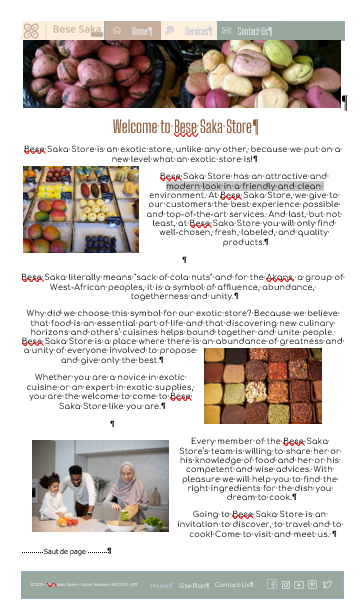 Bese Saka
Home¶
Services¶
Contact Us¶
Welcome to Bese Saka Store¶
Bese Saka Store is an exotic store, unlike any other, because we put on a
new level what an exotic store is!¶
Bese Saka Store has an attractive and
modern look in a friendly and clean
environment. At Bese Saka Store, we give to
our customers the best experience possible
and top-of-the-art services. And last, but not
least, at Bese Saka Store you will only find
well-chosen, fresh, labeled, and quality
products.¶
¶
Bese Saka literally means "sack of cola nuts" and for the Akans, a group of
West-African peoples, it is a symbol of affluence, abundance,
togetherness and unity.¶
Why did we choose this symbol for our exotic store? Because we believe
that food is an essential part of life and that discovering new culinary
horizons and others' cuisines helps bound together and unite people.
Bese Saka Store is a place where there is an abundance of greatness and
a unity of everyone involved to propose
and give only the best.¶
Whether you are a novice in exotic
cuisine or an expert in exotic supplies,
you are the welcome to come to Bese
Saka Store like you are.¶
¶
Every member of the Bese Saka
Store's team is willing to share her or
his knowledge of food and her or his
competent and wise advices. With
pleasure we will help you to find the
right ingredients for the dish you
dream to cook.¶
Going to Bese Saka Store is an
invitation to discover, to travel and to
cook! Come to visit and meet us.¶
Saut de page ¶
Home¶ Site Plan¶ Contact Us¶